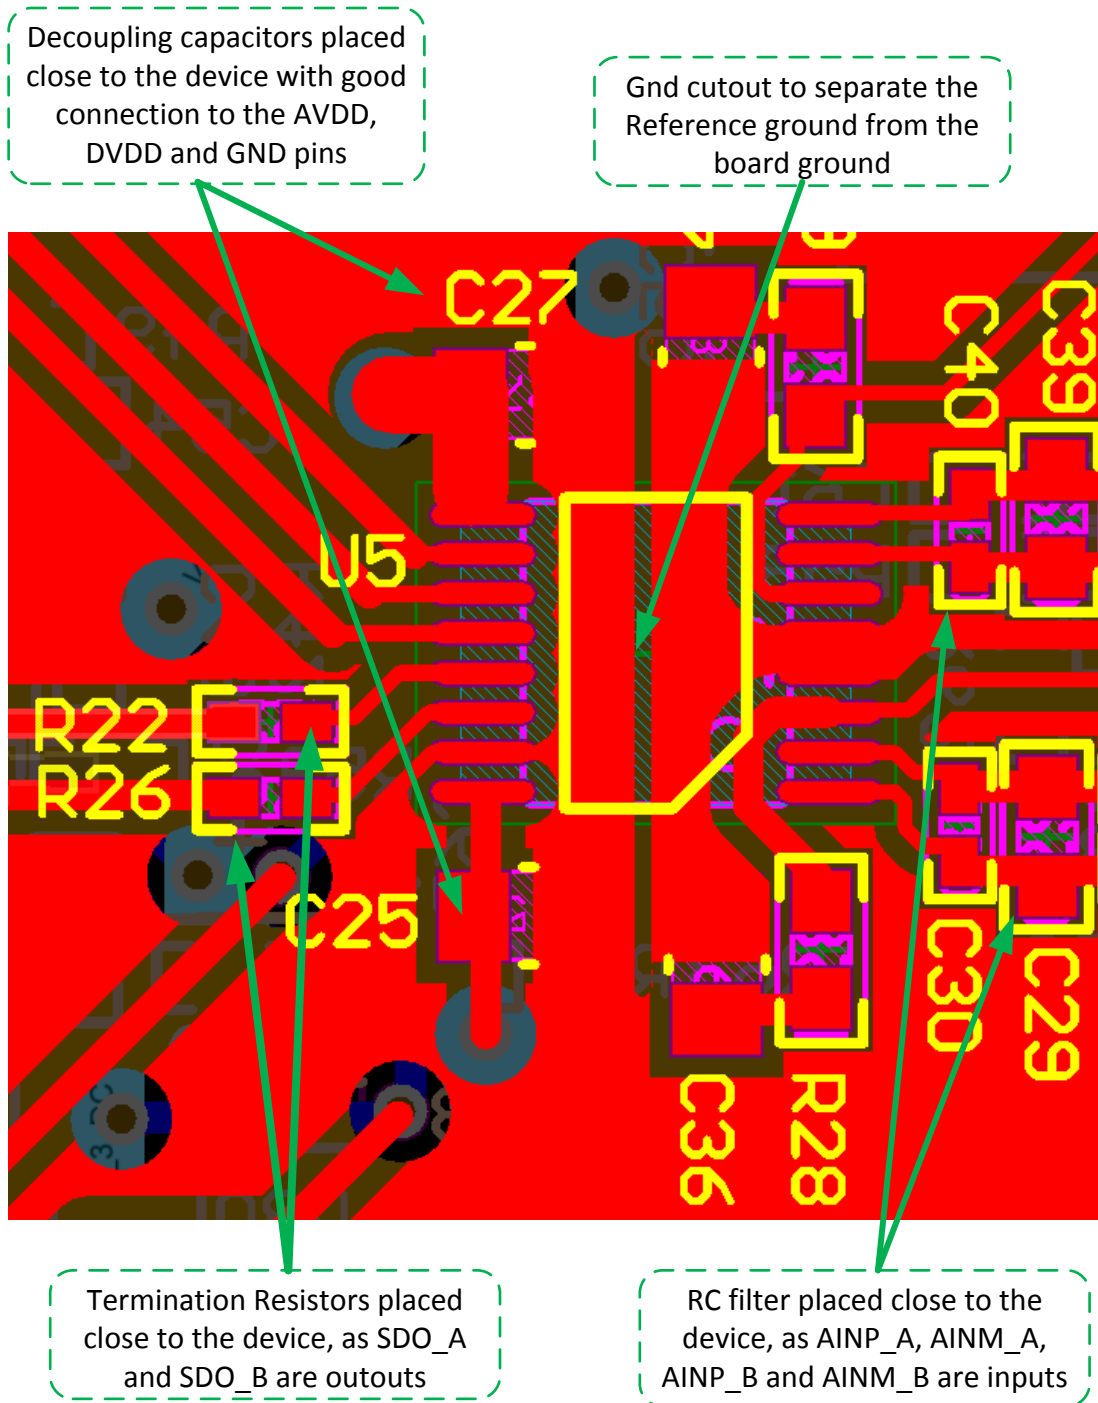 Decoupling capacitors placed
close to the device with good
connection to the AVDD,
DVDD and GND pins
Gnd cutout to separate the
Reference ground from the
board ground
C27
C40
C39
U5
R22
R26
C25
C30
C29
C36
R28
Termination Resistors placed
close to the device, as SDO_A
and SDO_B are outouts
RC filter placed close to the
device, as AINP_A, AINM_A,
AINP_B and AINM_B are inputs